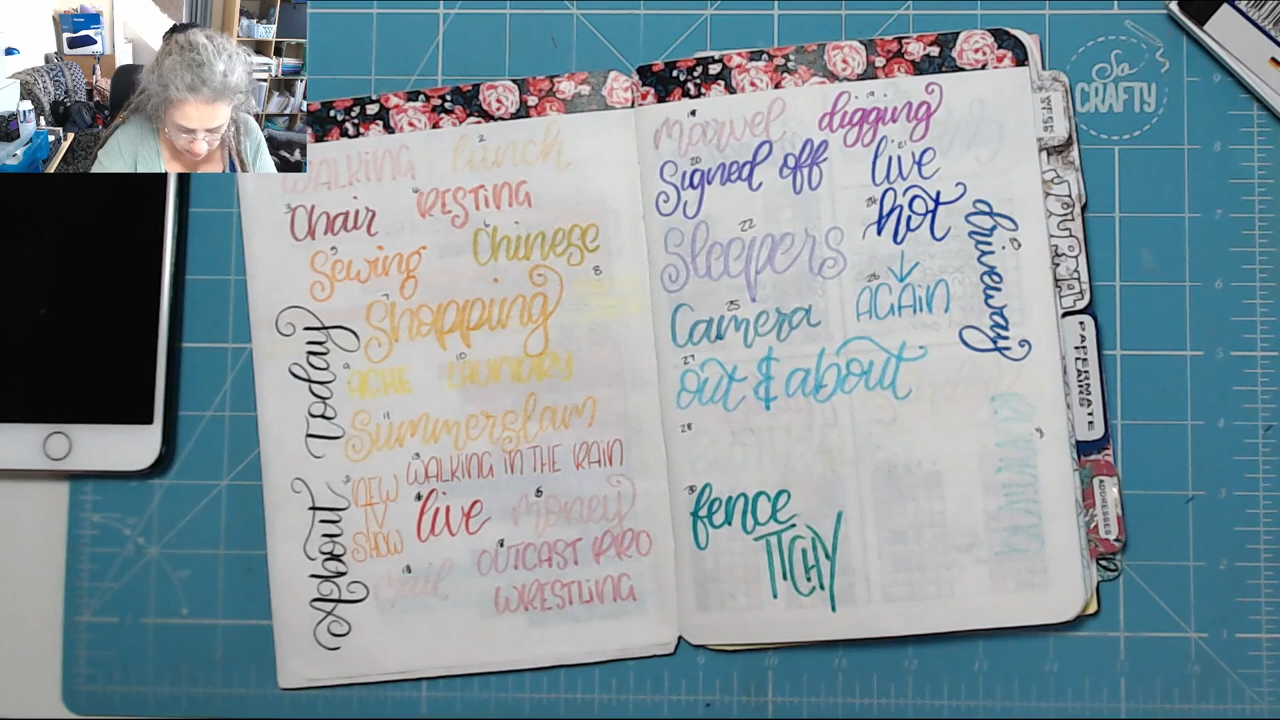 WALKING
lunch
Chair
RESTING
Sewing
Chinese
Shopping
ACHE
LAUNDRY
Summerslam
WALKING IN THE RAIN
NEW
TV
SHOW
live
money
OUTCAST PRO
WRESTLING
Today
About
marvel
digging
Signed off
live
Sleepers
hot
driveway
Camera
AGAIN
out & about
fence
ITCHY
So
CRAFTY
JOURNAL
PAPERMATE
FLAIRS
ADDRESSES